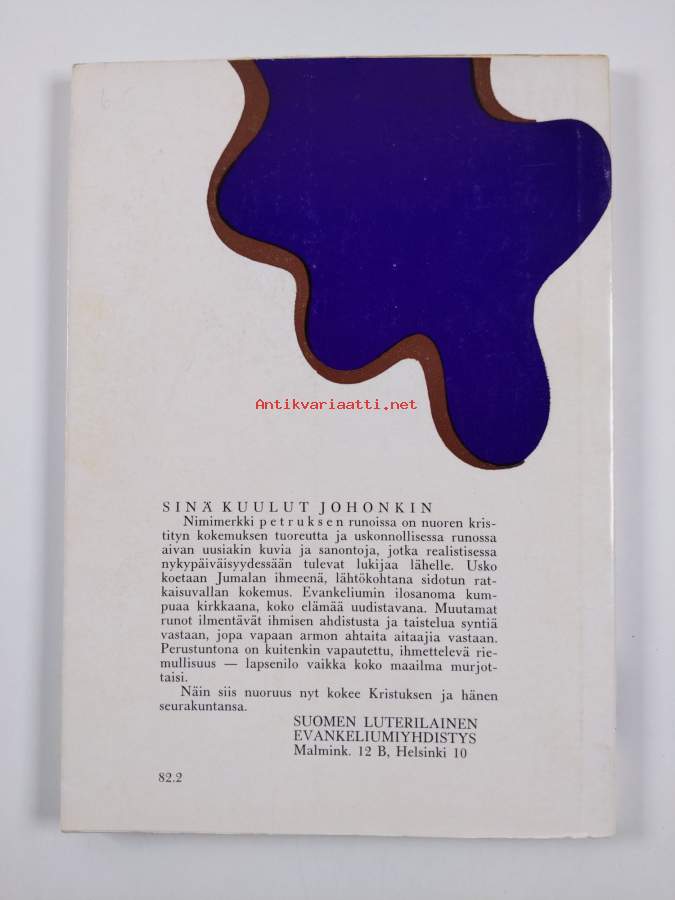 Antikvariaatti.net
SINÄ KUULUT JOHONKIN
Nimimerkki petruksen runoissa on nuoren kris-
tityn kokemuksen tuoreutta ja uskonnollisessa runossa
aivan uusiakin kuvia ja sanontoja, jotka realistisessa
nykypäiväisyydessään tulevat lukijaa lähelle. Usko
koetaan Jumalan ihmeenä, lähtökohtana sidotun rat-
kaisuvallan kokemus. Evankeliumin ilosanoma kum-
puaa kirkkaana, koko elämää uudistavana. Muutamat
runot ilmentävät ihmisen ahdistusta ja taistelua syntiä
vastaan, jopa vapaan armon ahtaita aitaajia vastaan.
Perustuntona on kuitenkin vapautettu, ihmettelevä rie-
mullisuus — lapsenilo vaikka koko maailma murjot-
taisi.
Näin siis nuoruus nyt kokee Kristuksen ja hänen
seurakuntansa.
SUOMEN LUTERILAINEN
EVANKELIUMIYHDISTYS
Malmink. 12 B, Helsinki 10
82.2